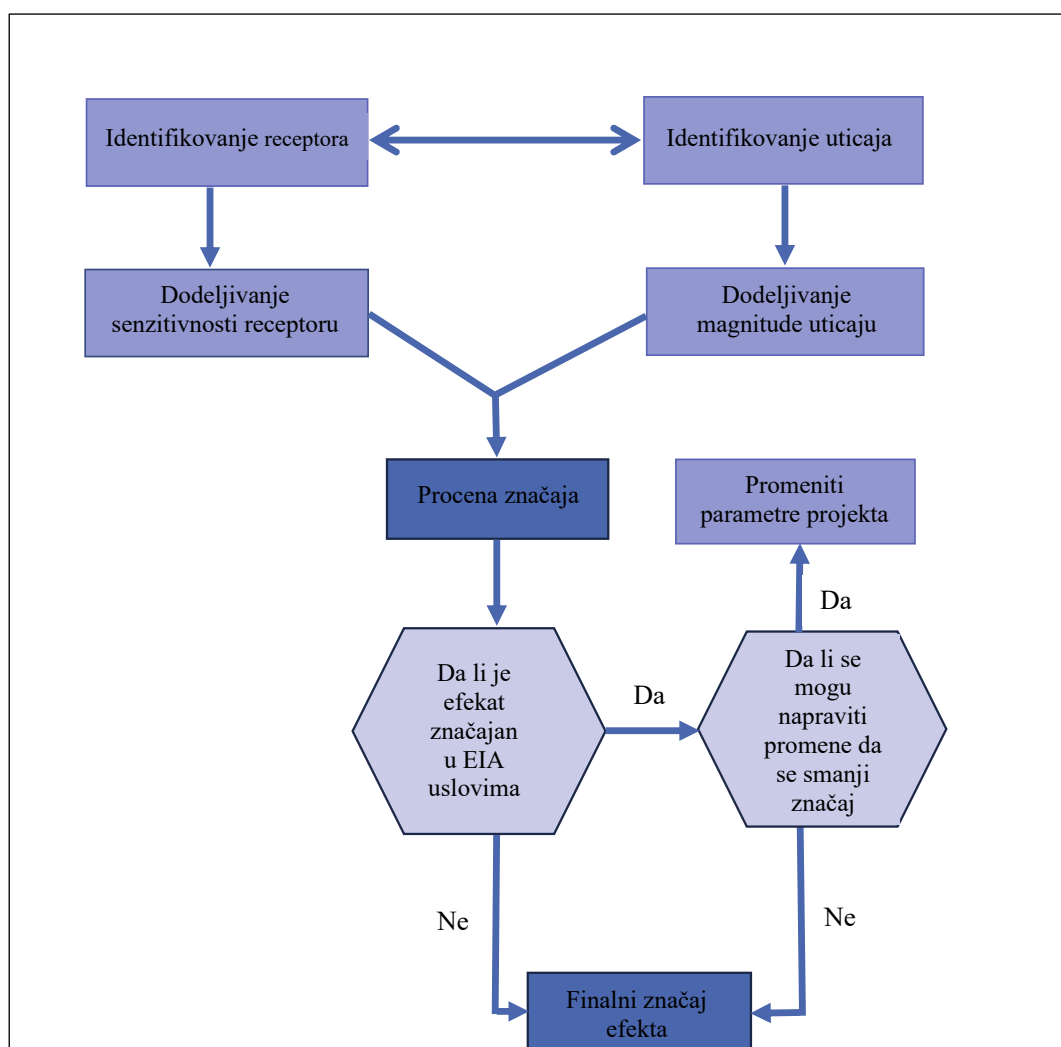 Identifikovanje receptora
Identifikovanje uticaja
Dodeljivanje
senzitivnosti receptoru
Dodeljivanje
magnitude uticaju
Procena značaja
Promeniti
parametre projekta
Da
Da li je
efekat
značajan
u EIA
uslovima
Da
Da li se
mogu
napraviti
promene da
se smanji
značaj
Ne
Ne
Finalni značaj
efekta